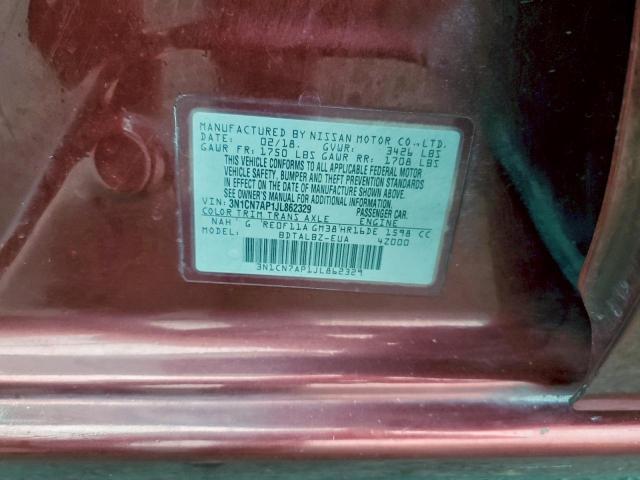 MANUFACTURED BY NISSAN MOTOR CO.,LTD.
DATE: 02/18. GVWR: 3426 LBS
GAWR FR: 1750 LBS GAWR RR: 1708 LBS
THIS VEHICLE CONFORMS TO ALL APPLICABLE FEDERAL MOTOR
VEHICLE SAFETY, BUMPER AND THEFT PREVENTION STANDARDS
IN EFFECT ON THE DATE OF MANUFACTURE SHOWN ABOVE.
SEE OWNER'S MANUAL FOR ADDITIONAL INFORMATION.
VIN: 3N1CN7AP1JL862329 PASSENGER CAR.
COLOR TRIM TRANS AXLE ENGINE
NAH G RE0F11A GM38 HR16DE 1598 CC
MODEL: BDTALBZ-EUA 4Z000
3N1CN7AP1JL862329